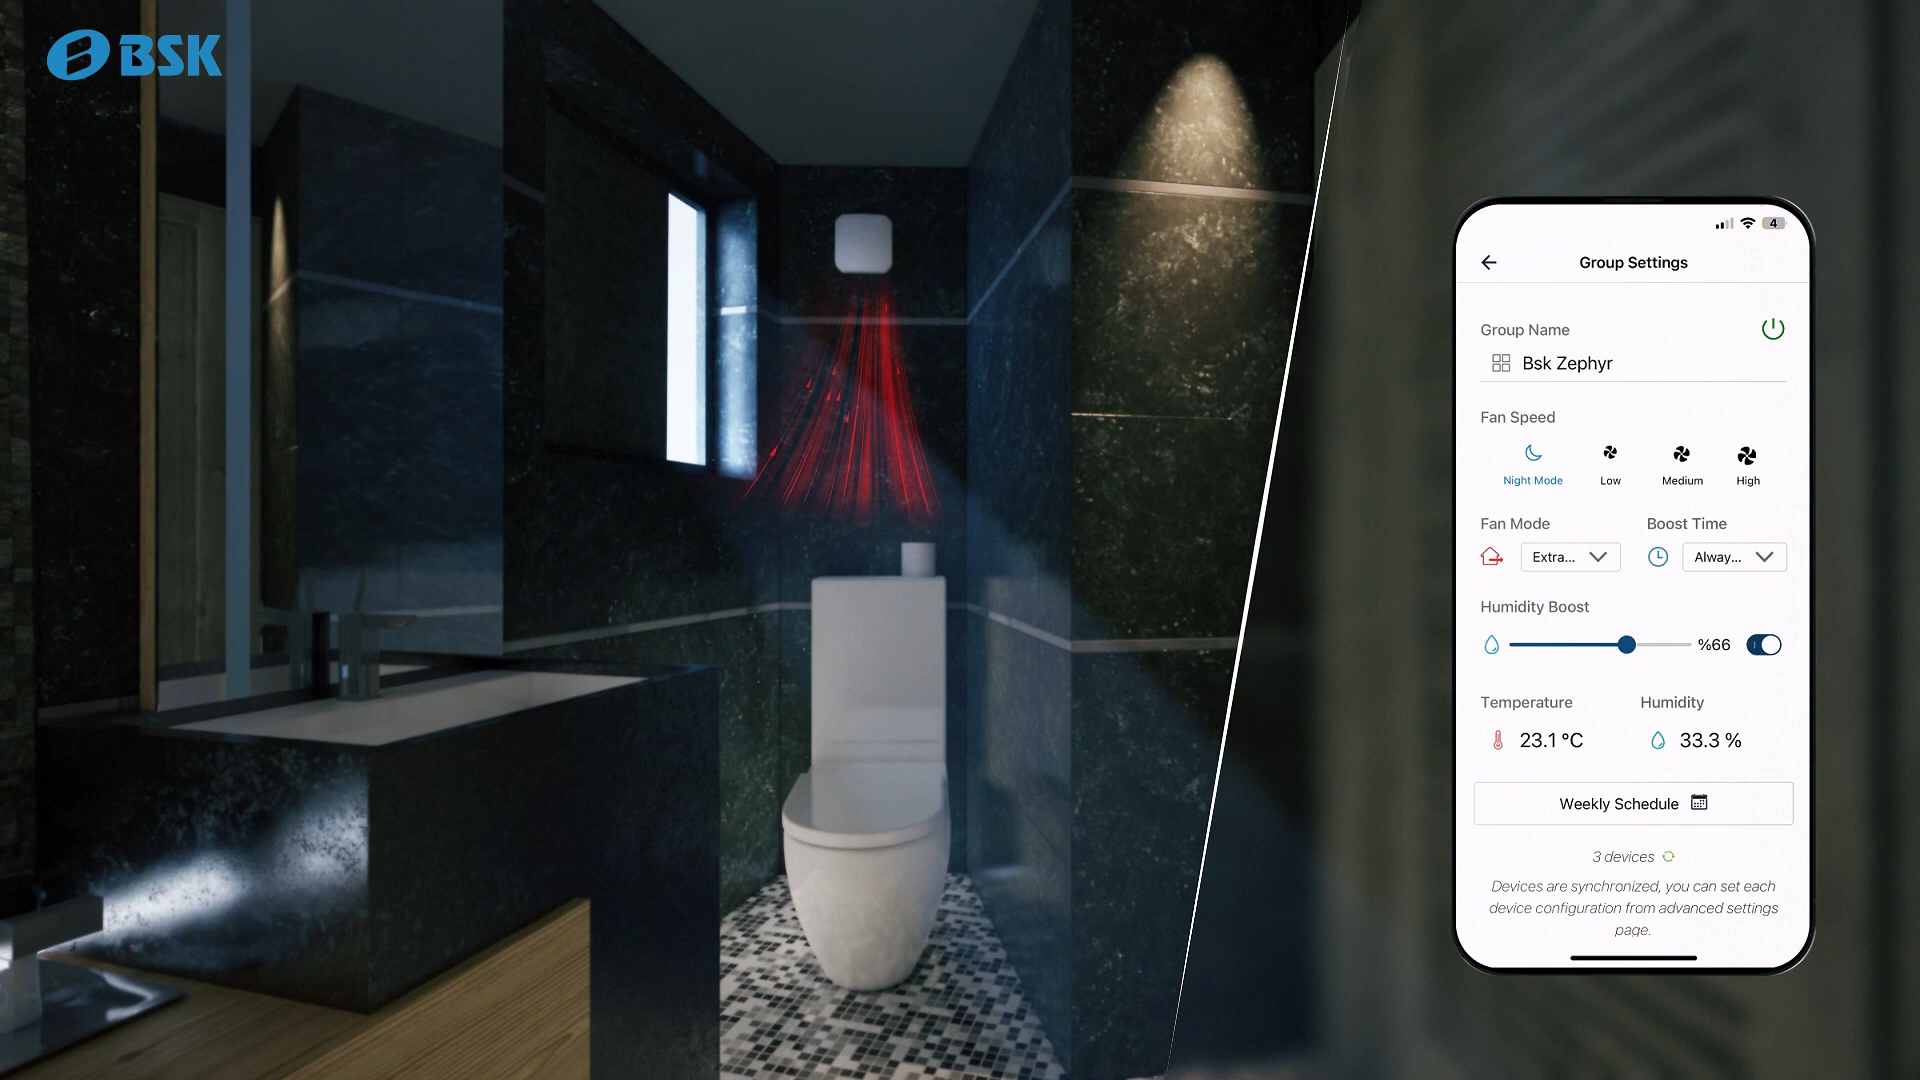 BSK
4
Group Settings
Group Name
Bsk Zephyr
Fan Speed
Night Mode
Low
Medium
High
Fan Mode
Boost Time
Extra...
Alway...
Humidity Boost
%66
Temperature
Humidity
23.1 °C
33.3 %
Weekly Schedule
3 devices
Devices are synchronized, you can set each
device configuration from advanced settings
page.